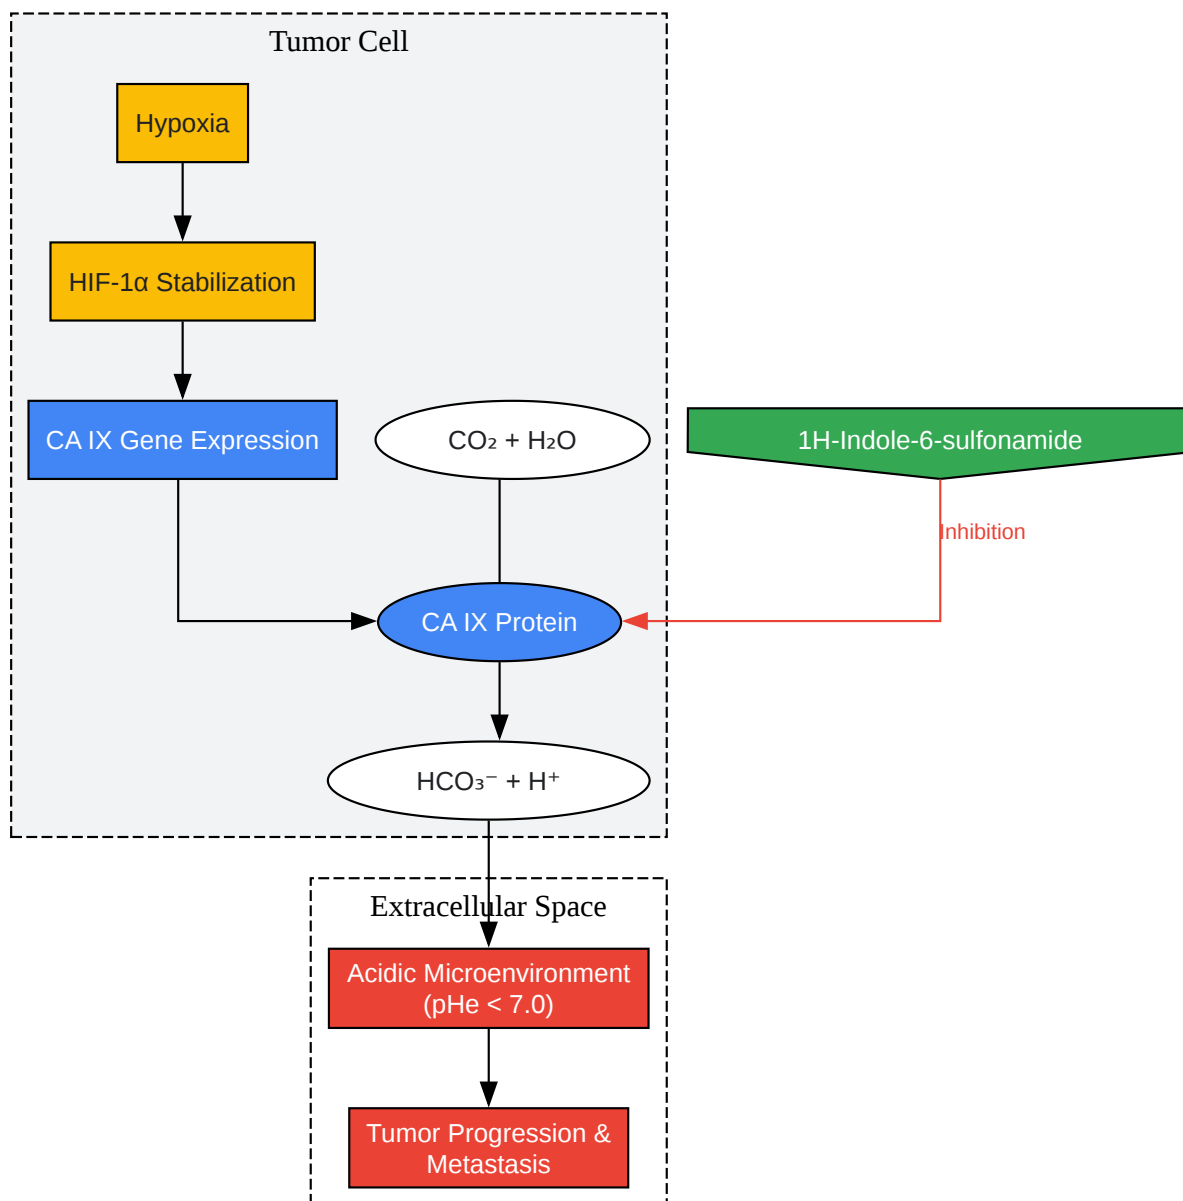 Tumor Cell
Hypoxia
HIF-1α Stabilization
CA IX Gene Expression
CO₂ + H₂O
1H-Indole-6-sulfonamide
Inhibition
CA IX Protein
HCO₃⁻ + H⁺
Extracellular Space
Acidic Microenvironment
(pHe < 7.0)
Tumor Progression &
Metastasis